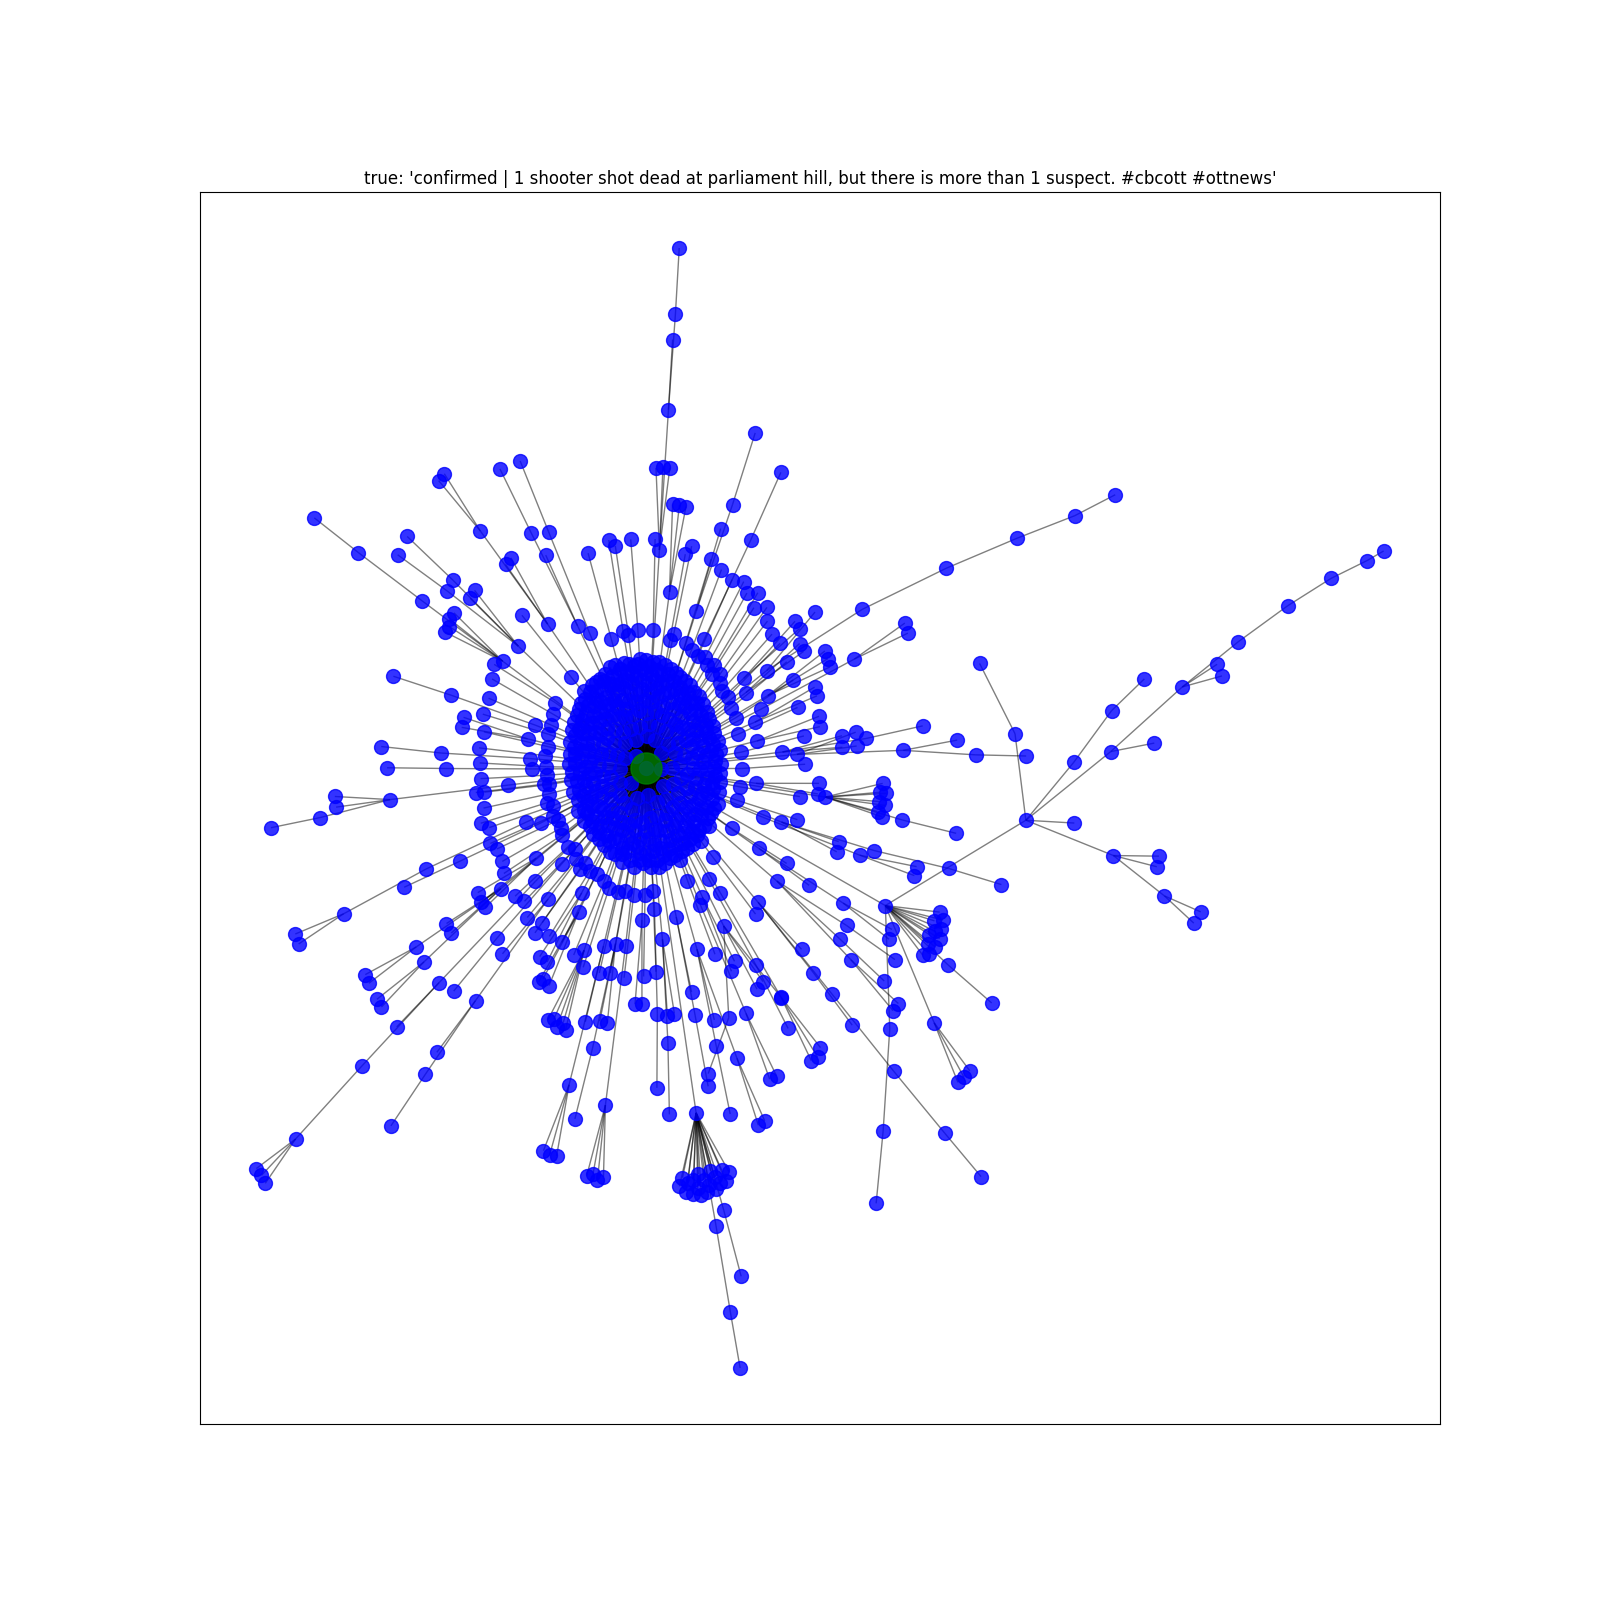 true: 'confirmed | 1 shooter shot dead at parliament hill, but there is more than 1 suspect. #cbcott #ottnews'